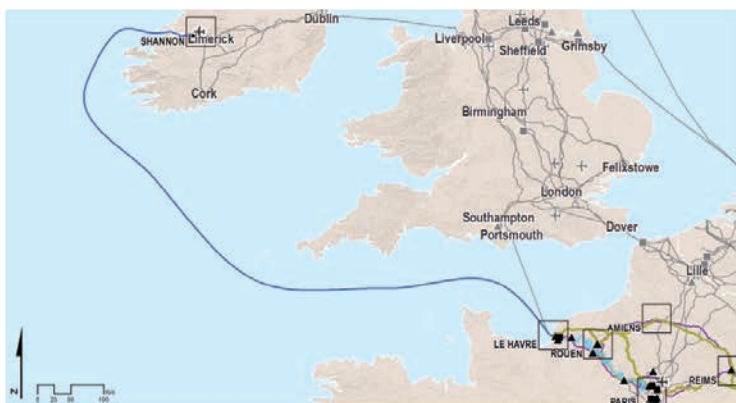 Dublin
Leeds
SHANNON
Limerick
Liverpool
Sheffield
Grimsby
Cork
Birmingham
Felixstowe
London
Southampton
Portsmouth
Dover
Lille
AMIENS
LE HAVRE
ROUEN
REIMS
PARIS
N
0 25 50 100